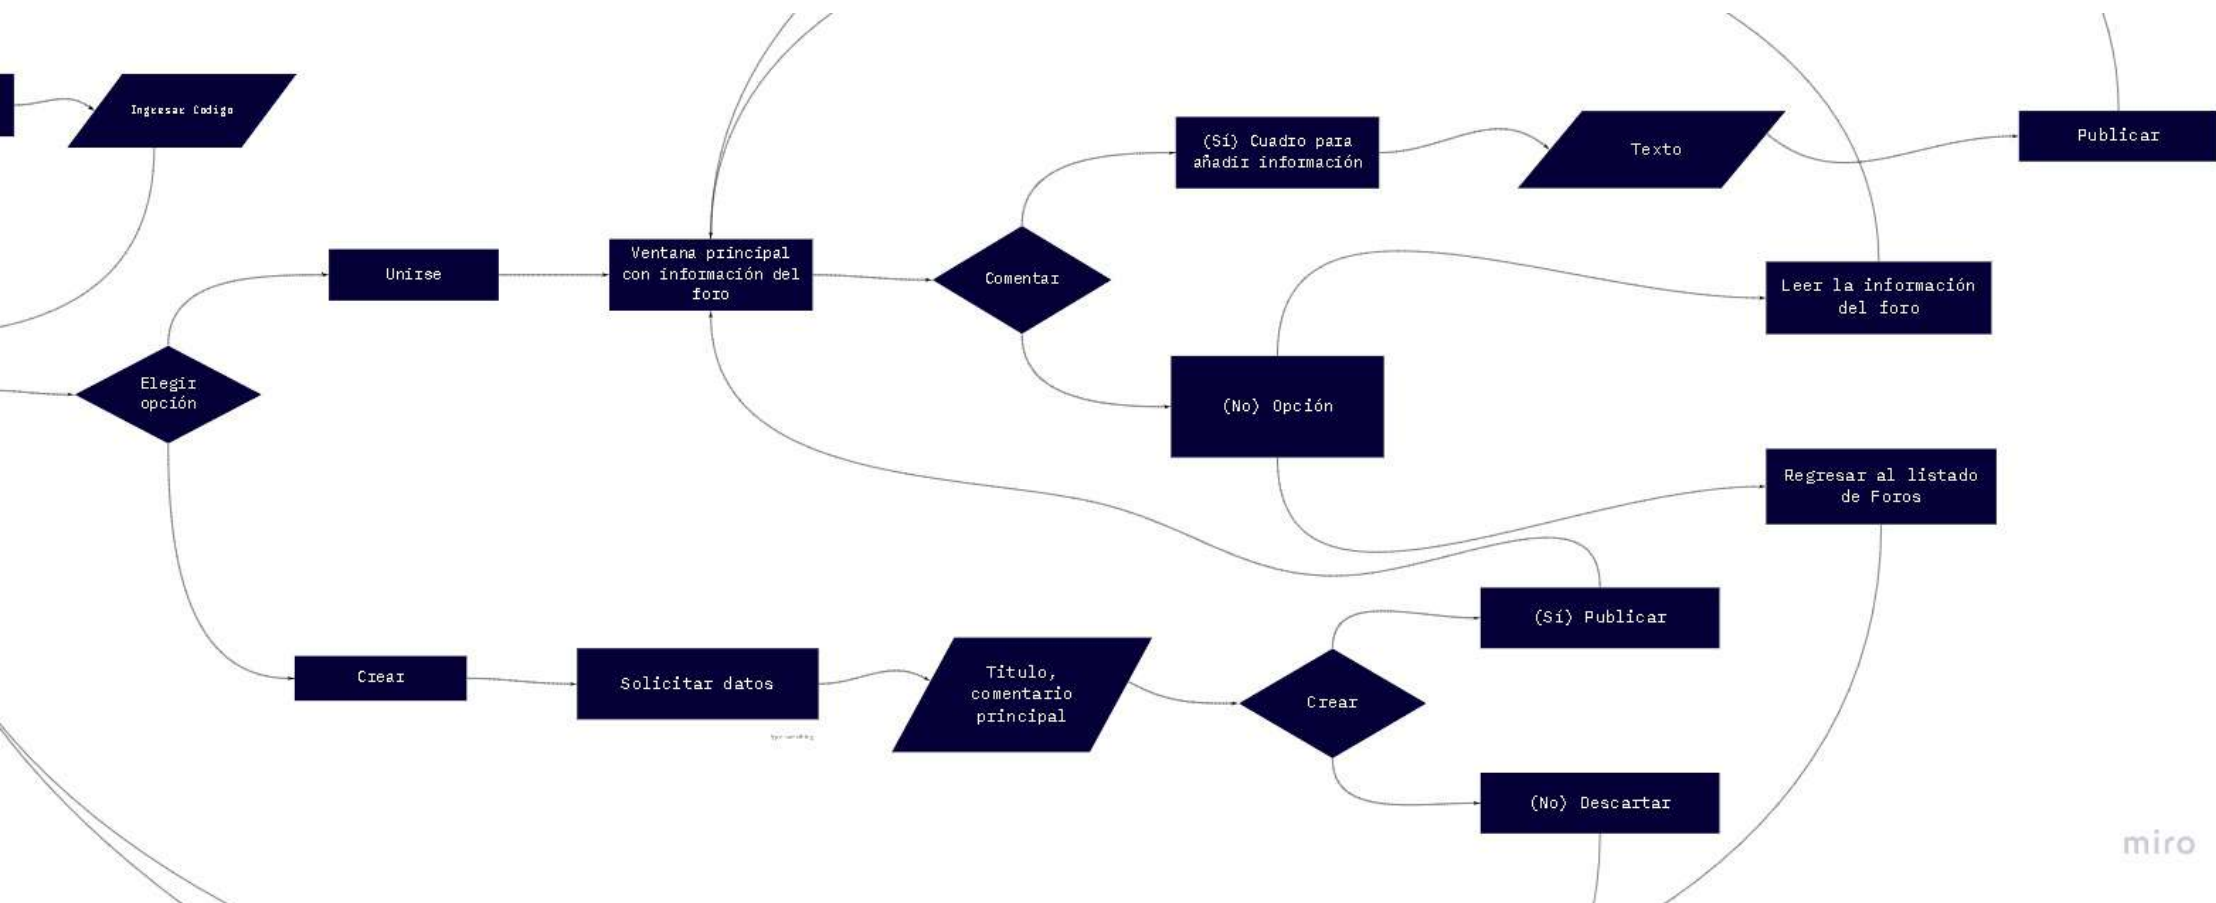 Ingresar Codigo
(Sí) Cuadro para
añadir información
Texto
Publicar
Unirse
Ventana principal
con información del
foro
Comentar
Leer la información
del foro
Elegir
opción
(No) Opción
Regresar al listado
de Foros
(Sí) Publicar
Crear
Solicitar datos
Titulo,
comentario
principal
Crear
(No) Descartar
miro